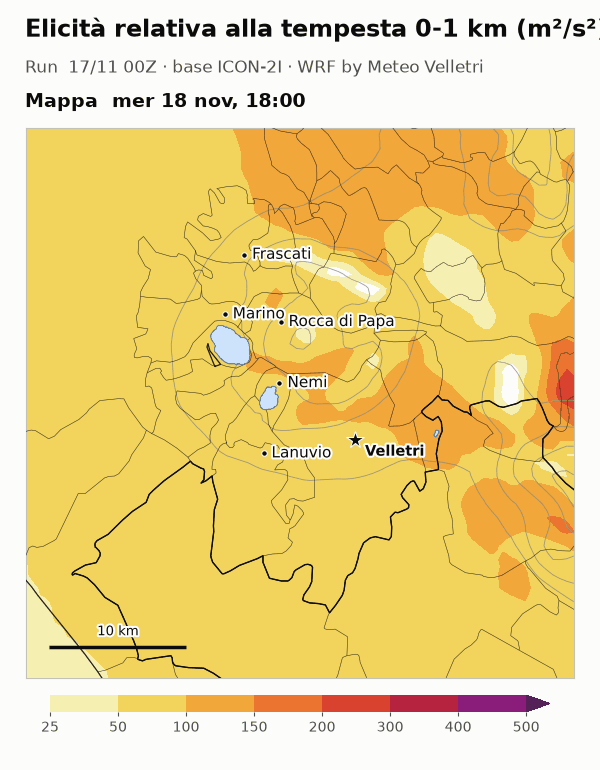 Elicità relativa alla tempesta 0-1 km (m²/s²)
Run  17/11 00Z · base ICON-2I · WRF by Meteo Velletri
Mappa  mer 18 nov, 18:00
Frascati
Marino
Rocca di Papa
Nemi
Velletri
Lanuvio
10 km
25 50 100 150 200 300 400 500